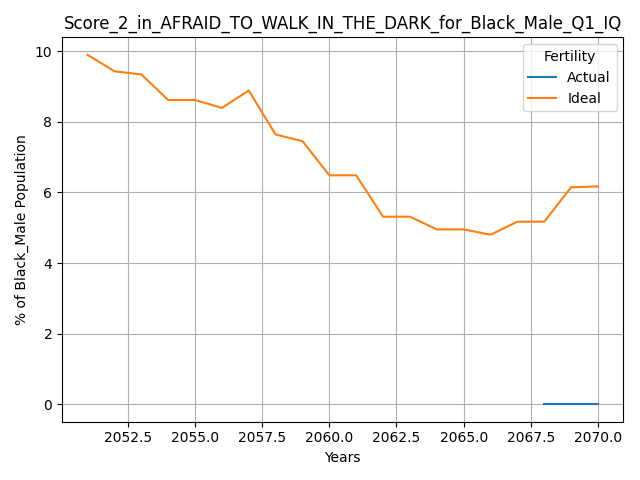 Score_2_in_AFRAID_TO_WALK_IN_THE_DARK_for_Black_Male_Q1_IQ
Fertility
Actual
Ideal
% of Black_Male Population
10
8
6
4
2
0
2052.5 2055.0 2057.5 2060.0 2062.5 2065.0 2067.5 2070.0
Years